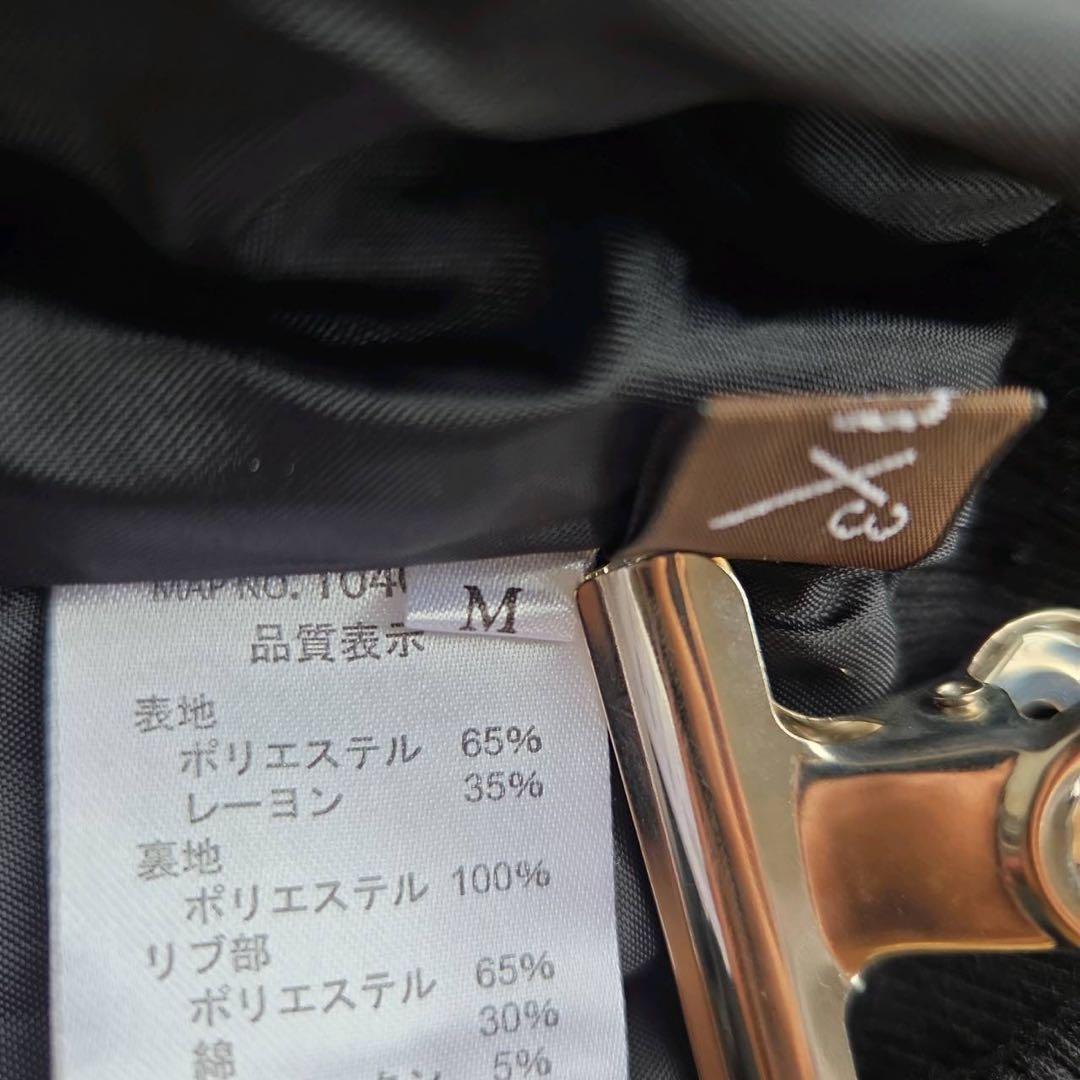 MAP NO. 104
M
品質表示
表地
ポリエステル 65%
レーヨン 35%
裏地
ポリエステル 100%
リブ部
ポリエステル 65%
綿 30%
5%